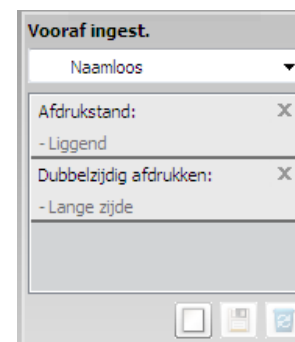 Vooraf ingest.
Naamloos
Afdrukstand:
- Liggend
Dubbelzijdig afdrukken:
- Lange zijde